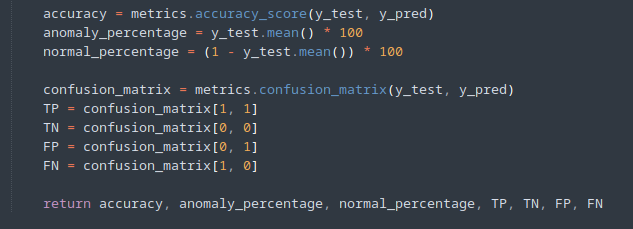 accuracy = metrics.accuracy_score(y_test, y_pred)
anomaly_percentage = y_test.mean() * 100
normal_percentage = (1 - y_test.mean()) * 100
confusion_matrix = metrics.confusion_matrix(y_test, y_pred)
TP = confusion_matrix[1, 1]
TN = confusion_matrix[0, 0]
FP = confusion_matrix[0, 1]
FN = confusion_matrix[1, 0]
return accuracy, anomaly_percentage, normal_percentage, TP, TN, FP, FN